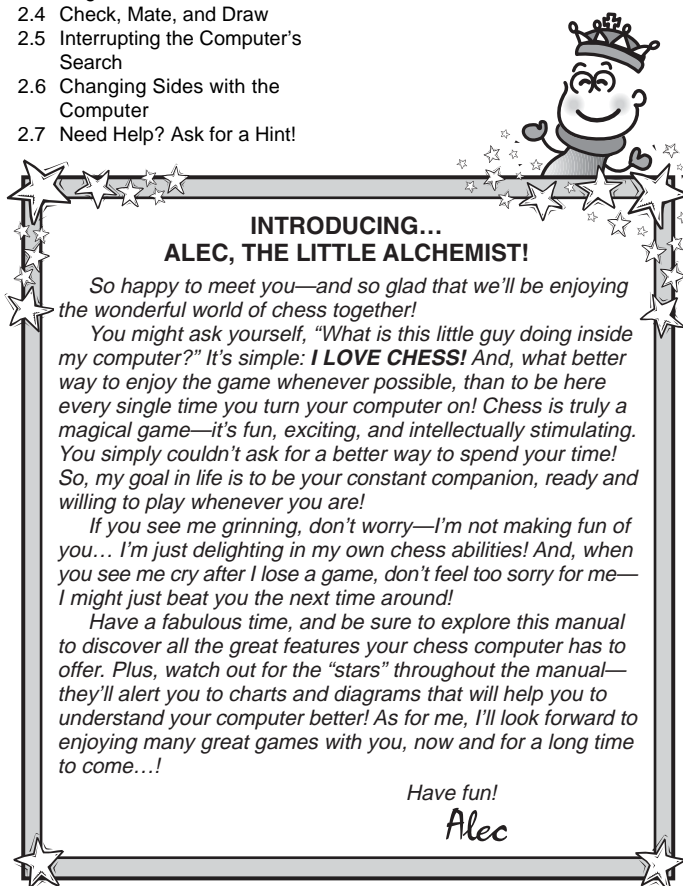 2.4 Check, Mate, and Draw
2.5 Interrupting the Computer's
Search
2.6 Changing Sides with the
Computer
2.7 Need Help? Ask for a Hint!
INTRODUCING…
ALEC, THE LITTLE ALCHEMIST!
So happy to meet you—and so glad that we'll be enjoying
the wonderful world of chess together!
You might ask yourself, “What is this little guy doing inside
my computer?” It's simple: I LOVE CHESS! And, what better
way to enjoy the game whenever possible, than to be here
every single time you turn your computer on! Chess is truly a
magical game—it's fun, exciting, and intellectually stimulating.
You simply couldn't ask for a better way to spend your time!
So, my goal in life is to be your constant companion, ready and
willing to play whenever you are!
If you see me grinning, don't worry—I'm not making fun of
you… I'm just delighting in my own chess abilities! And, when
you see me cry after I lose a game, don't feel too sorry for me—
I might just beat you the next time around!
Have a fabulous time, and be sure to explore this manual
to discover all the great features your chess computer has to
offer. Plus, watch out for the “stars” throughout the manual—
they'll alert you to charts and diagrams that will help you to
understand your computer better! As for me, I'll look forward to
enjoying many great games with you, now and for a long time
to come…!
Have fun!
Alec